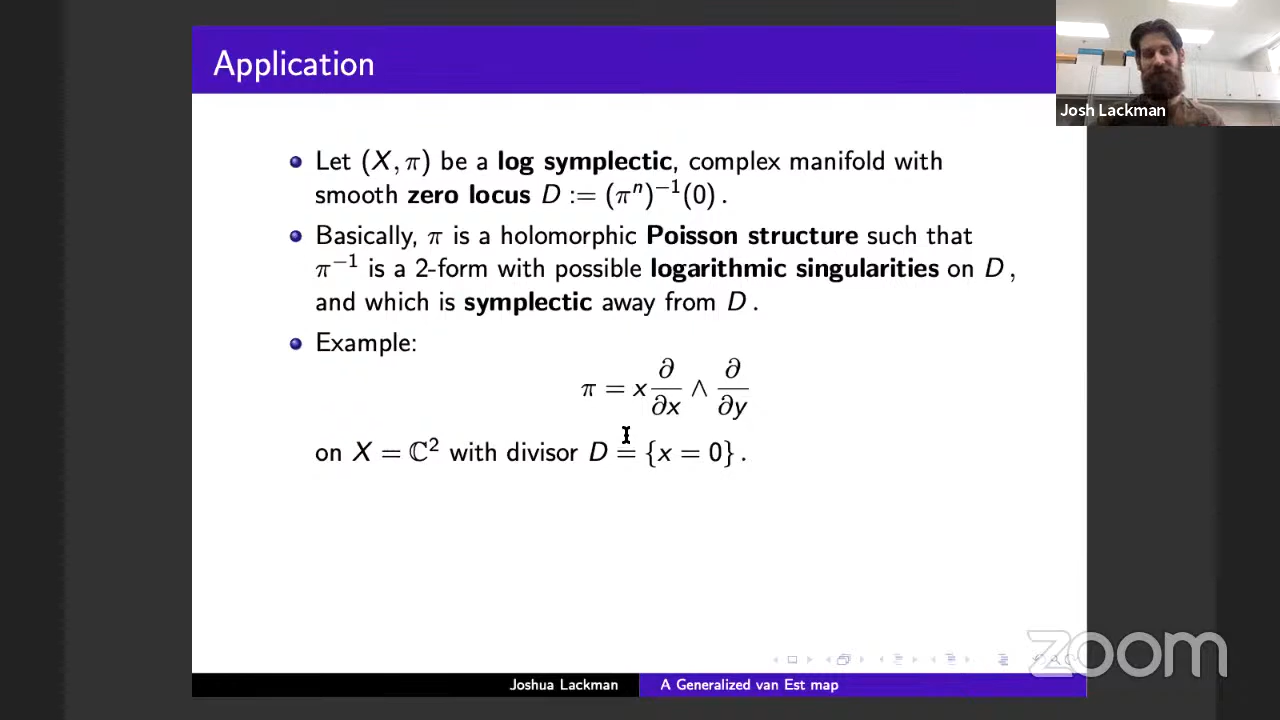 Application
Josh Lackman
Let (X, π) be a log symplectic, complex manifold with
smooth zero locus D := (πⁿ)⁻¹(0) .
Basically, π is a holomorphic Poisson structure such that
π⁻¹ is a 2-form with possible logarithmic singularities on D ,
and which is symplectic away from D .
Example:
π = x ∂/∂x ∧ ∂/∂y
on X = ℂ² with divisor D = {x = 0} .
zoom
Joshua Lackman
A Generalized van Est map